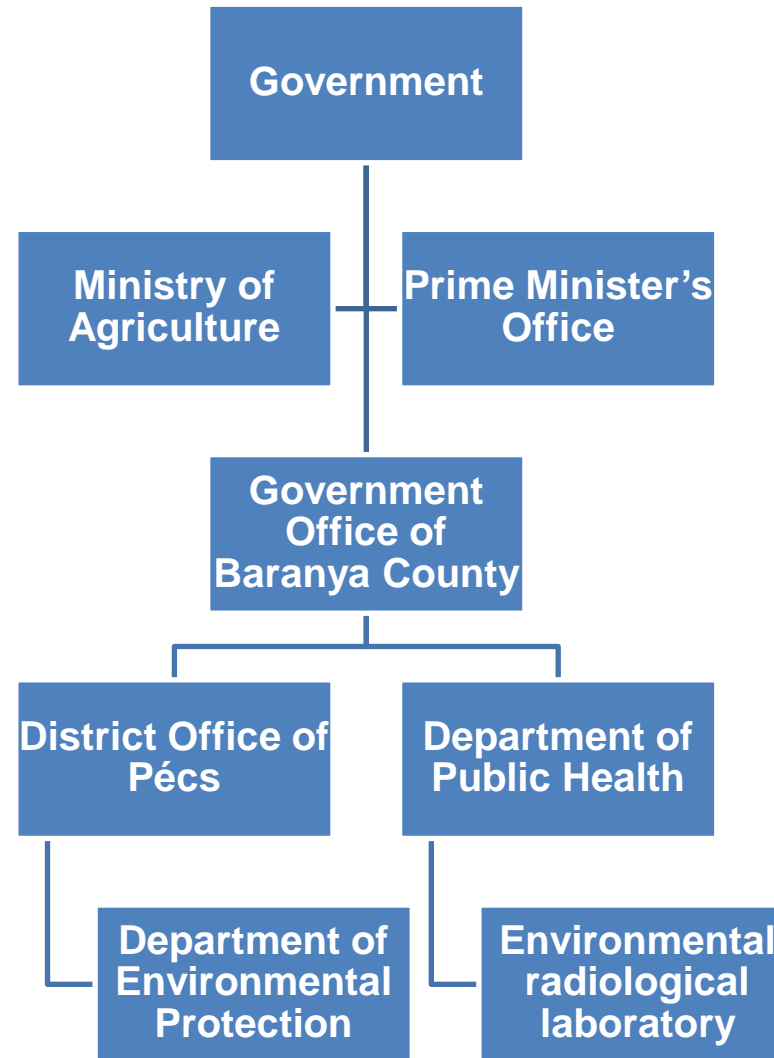 Government
Ministry of
Agriculture
Prime Minister’s
Office
Government
Office of
Baranya County
District Office of
Pécs
Department of
Public Health
Department of
Environmental
Protection
Environmental
radiological
laboratory